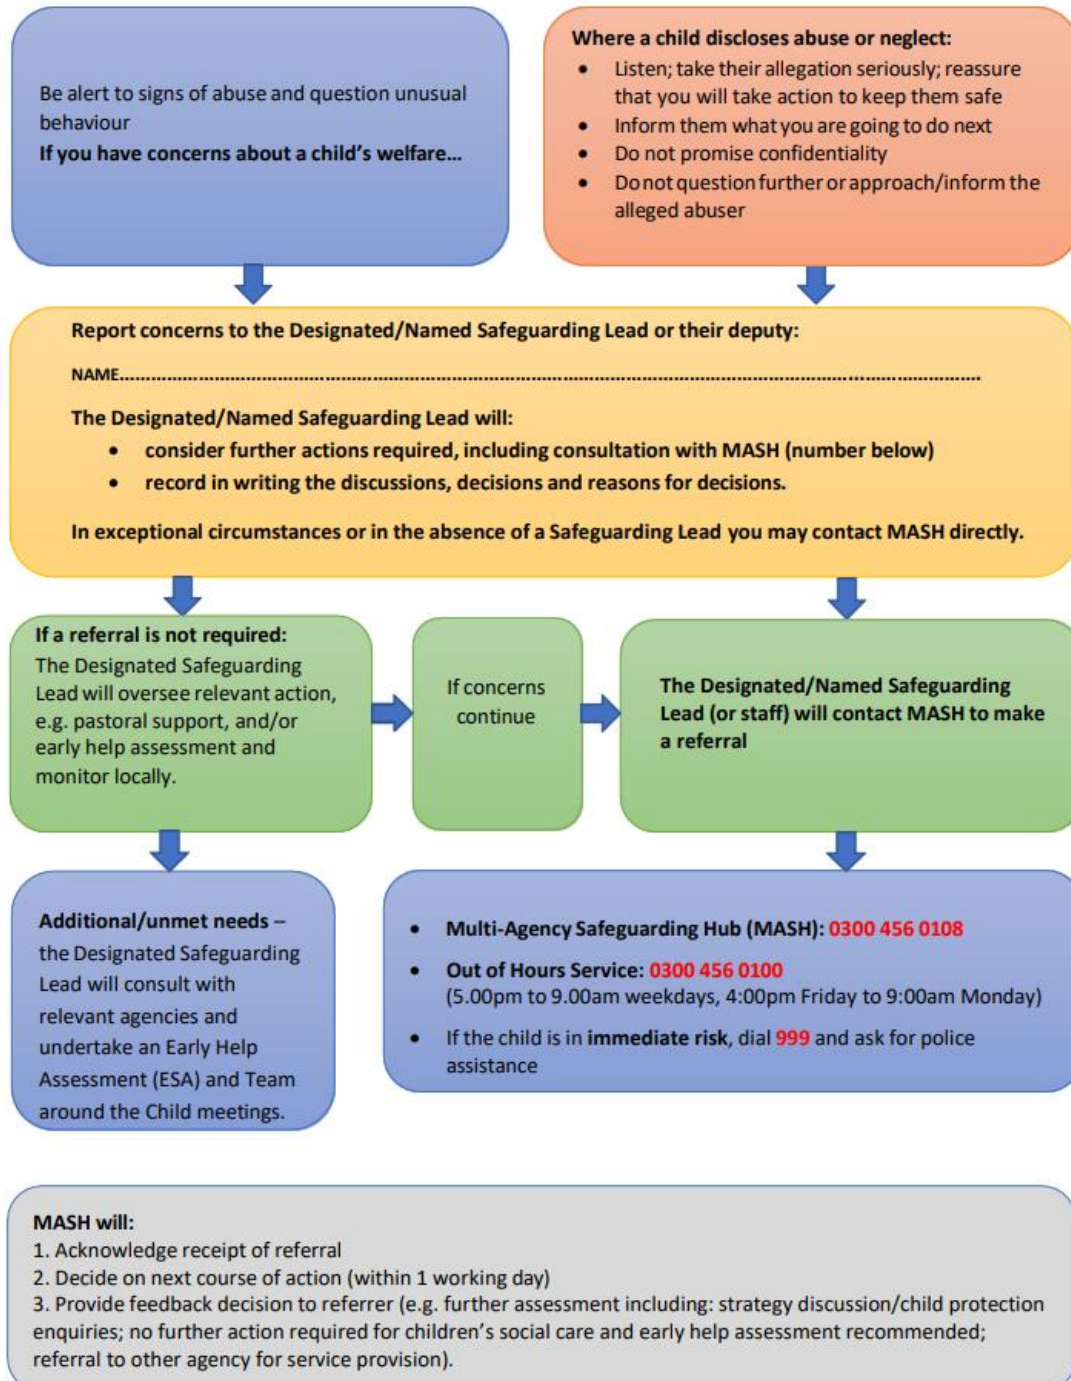 Be alert to signs of abuse and question unusual
behaviour
If you have concerns about a child's welfare…
Where a child discloses abuse or neglect:
• Listen; take their allegation seriously; reassure
that you will take action to keep them safe
• Inform them what you are going to do next
• Do not promise confidentiality
• Do not question further or approach/inform the
alleged abuser
Report concerns to the Designated/Named Safeguarding Lead or their deputy:
NAME……………………………………………………………………………………………………………………………………………….
The Designated/Named Safeguarding Lead will:
• consider further actions required, including consultation with MASH (number below)
• record in writing the discussions, decisions and reasons for decisions.
In exceptional circumstances or in the absence of a Safeguarding Lead you may contact MASH directly.
If a referral is not required:
The Designated Safeguarding
Lead will oversee relevant action,
e.g. pastoral support, and/or
early help assessment and
monitor locally.
If concerns
continue
The Designated/Named Safeguarding
Lead (or staff) will contact MASH to make
a referral
Additional/unmet needs –
the Designated Safeguarding
Lead will consult with
relevant agencies and
undertake an Early Help
Assessment (ESA) and Team
around the Child meetings.
• Multi-Agency Safeguarding Hub (MASH): 0300 456 0108
• Out of Hours Service: 0300 456 0100
(5.00pm to 9.00am weekdays, 4:00pm Friday to 9:00am Monday)
• If the child is in immediate risk, dial 999 and ask for police
assistance
MASH will:
1. Acknowledge receipt of referral
2. Decide on next course of action (within 1 working day)
3. Provide feedback decision to referrer (e.g. further assessment including: strategy discussion/child protection
enquiries; no further action required for children's social care and early help assessment recommended;
referral to other agency for service provision).